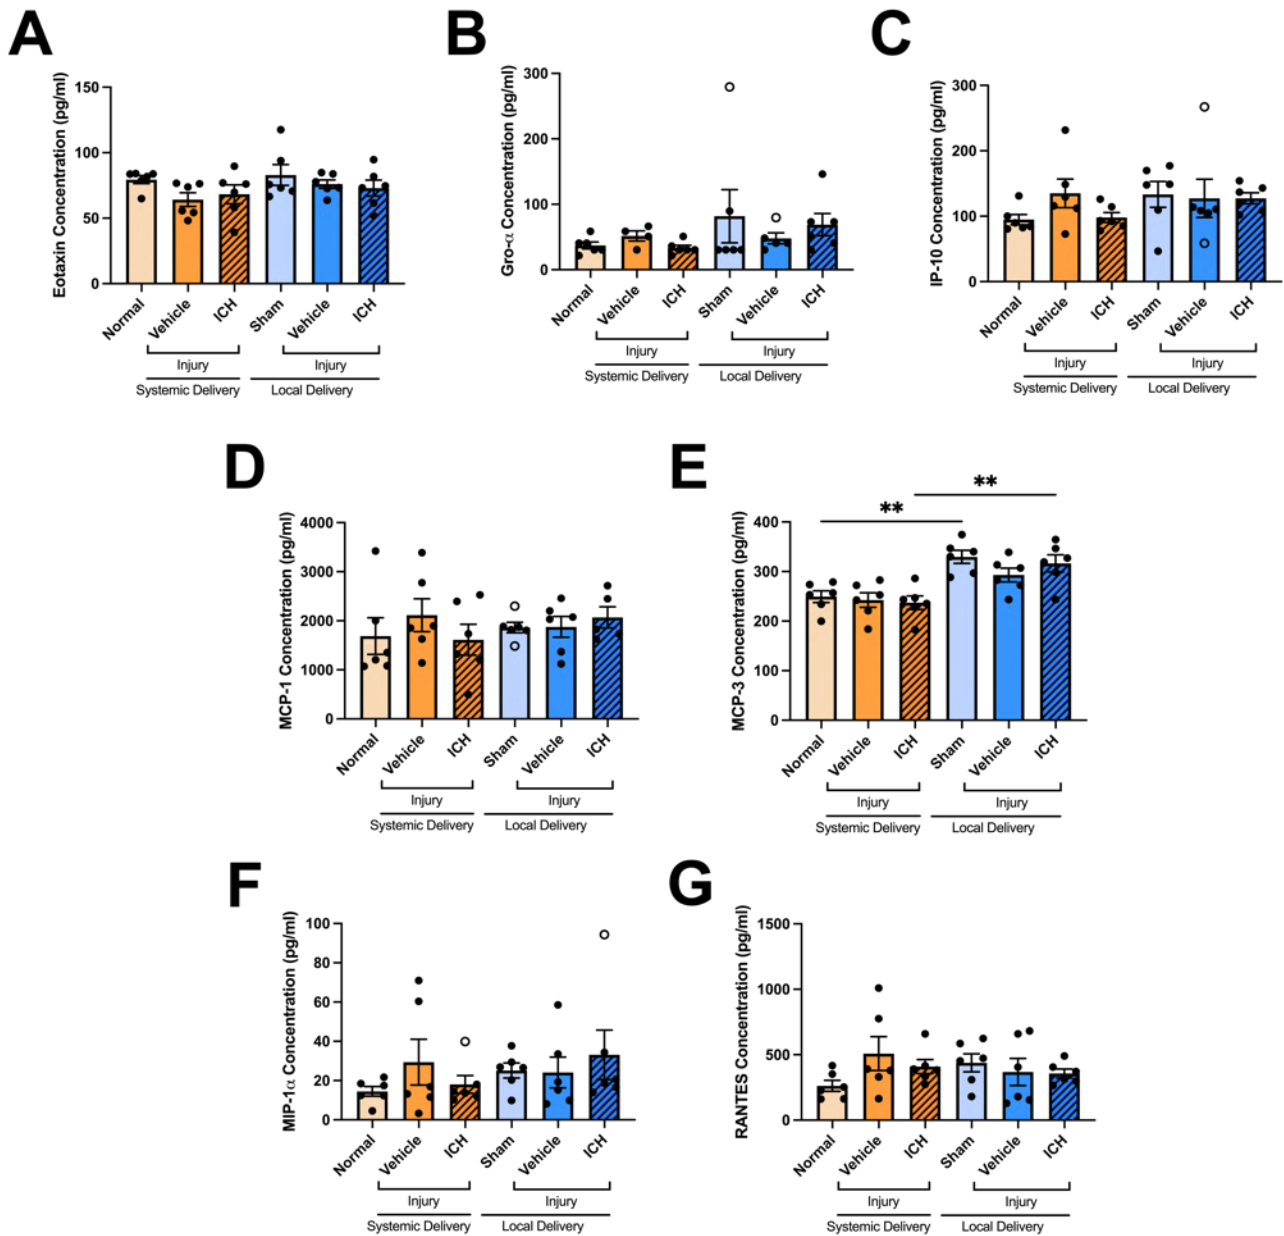 A
Eotaxin Concentration (pg/ml)
150
100
50
0
Normal
Vehicle
ICH
Sham
Vehicle
ICH
Injury
Injury
Systemic Delivery
Local Delivery
B
Gro-α Concentration (pg/ml)
300
200
100
0
Normal
Vehicle
ICH
Sham
Vehicle
ICH
Injury
Injury
Systemic Delivery
Local Delivery
C
IP-10 Concentration (pg/ml)
300
200
100
0
Normal
Vehicle
ICH
Sham
Vehicle
ICH
Injury
Injury
Systemic Delivery
Local Delivery
D
MCP-1 Concentration (pg/ml)
4000
3000
2000
1000
0
Normal
Vehicle
ICH
Sham
Vehicle
ICH
Injury
Injury
Systemic Delivery
Local Delivery
E
MCP-3 Concentration (pg/ml)
**
**
400
300
200
100
0
Normal
Vehicle
ICH
Sham
Vehicle
ICH
Injury
Injury
Systemic Delivery
Local Delivery
F
MIP-1α Concentration (pg/ml)
100
80
60
40
20
0
Normal
Vehicle
ICH
Sham
Vehicle
ICH
Injury
Injury
Systemic Delivery
Local Delivery
G
RANTES Concentration (pg/ml)
1500
1000
500
0
Normal
Vehicle
ICH
Sham
Vehicle
ICH
Injury
Injury
Systemic Delivery
Local Delivery